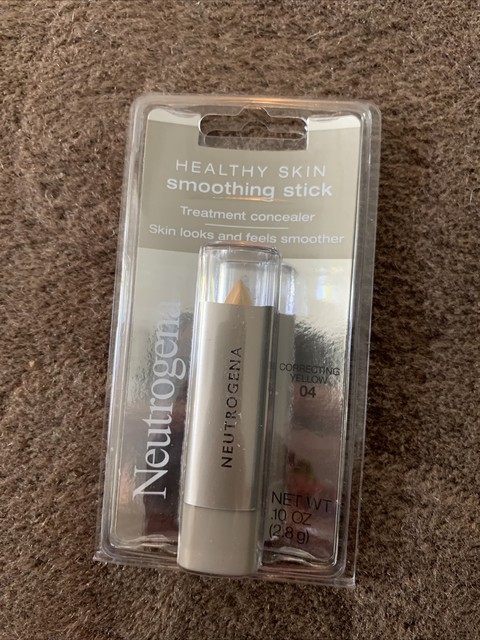 HEALTHY SKIN
smoothing stick
Treatment concealer
Skin looks and feels smoother
Neutrogena
NEUTROGENA
CORRECTING
YELLOW
04
NET WT
.10 OZ
(2.8 g)